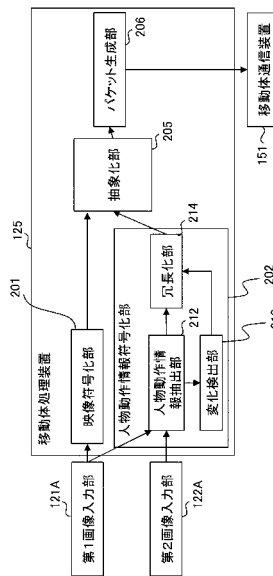 移動体処理装置
125
第1画像入力部
121A
第2画像入力部
122A
映像符号化部
201
人物動作情報符号化部
202
人物動作情
報抽出部
212
変化検出部
冗長化部
214
抽象化部
205
パケット生成部
206
移動体通信装置
151